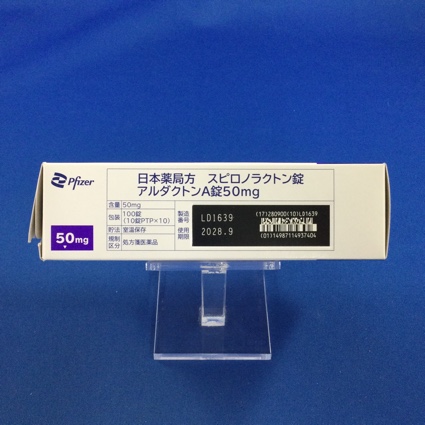 Pfizer
日本薬局方 スピロノラクトン錠
アルダクトンA錠50mg
50mg
含量 50mg
包装 100錠
(10錠PTP×10)
貯法 室温保存
規制区分 処方箋医薬品
製造番号 LD1639
使用期限 2028.9
(17)280900(10)LD1639
(01)14987114937404